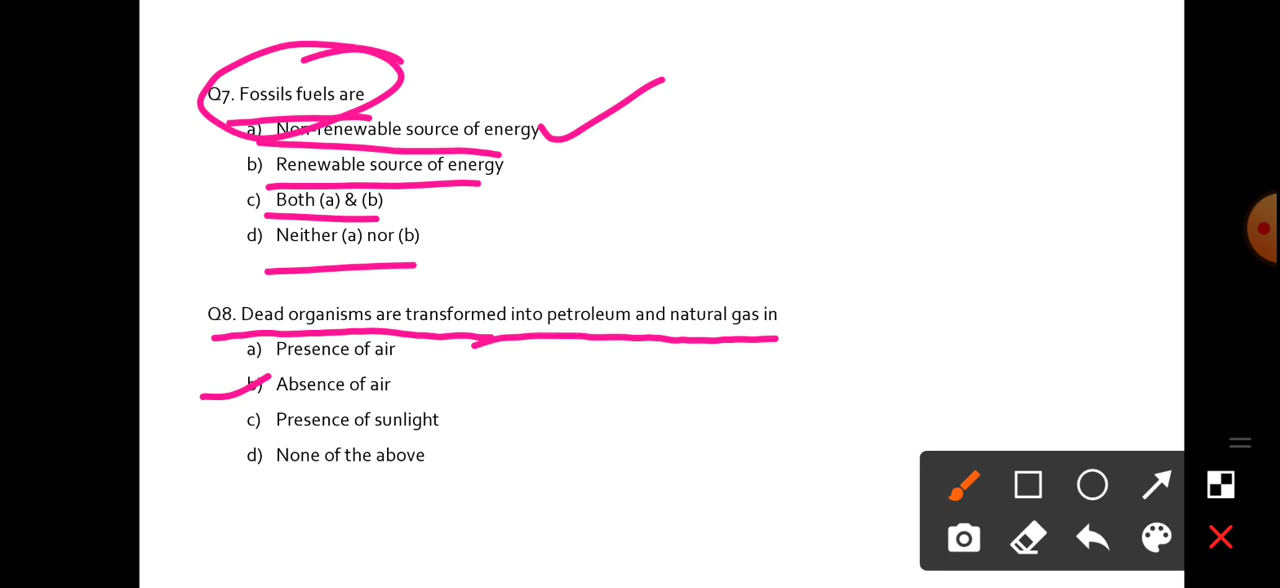 Q7. Fossils fuels are
a) Non-renewable source of energy
b) Renewable source of energy
c) Both (a) & (b)
d) Neither (a) nor (b)
Q8. Dead organisms are transformed into petroleum and natural gas in
a) Presence of air
b) Absence of air
c) Presence of sunlight
d) None of the above